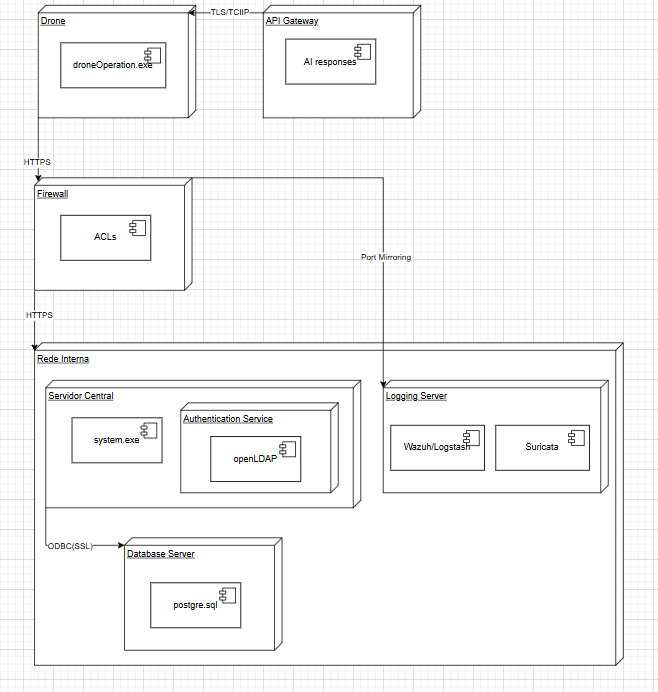 TLS/TCIIP
Drone
API Gateway
droneOperation.exe
AI responses
HTTPS
Firewall
ACLs
Port Mirroring
HTTPS
Rede Interna
Servidor Central
Logging Server
Authentication Service
system.exe
openLDAP
Wazuh/Logstash
Suricata
ODBC(SSL)
Database Server
postgre.sql